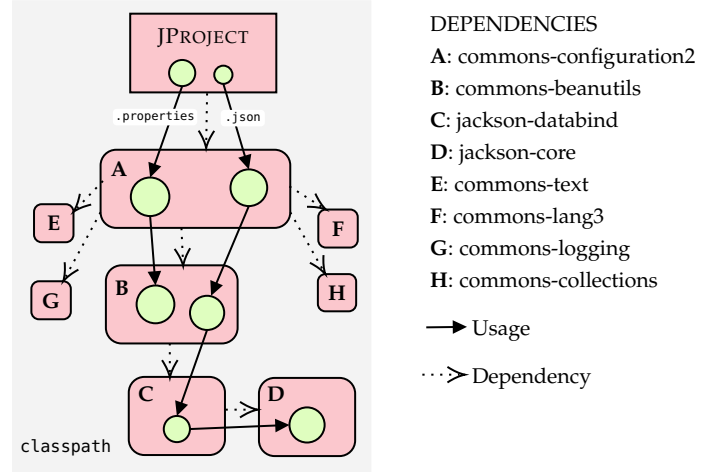 JPROJECT
.properties
.json
A
E
F
G
H
B
C
D
classpath
DEPENDENCIES
A: commons-configuration2
B: commons-beanutils
C: jackson-databind
D: jackson-core
E: commons-text
F: commons-lang3
G: commons-logging
H: commons-collections
Usage
Dependency